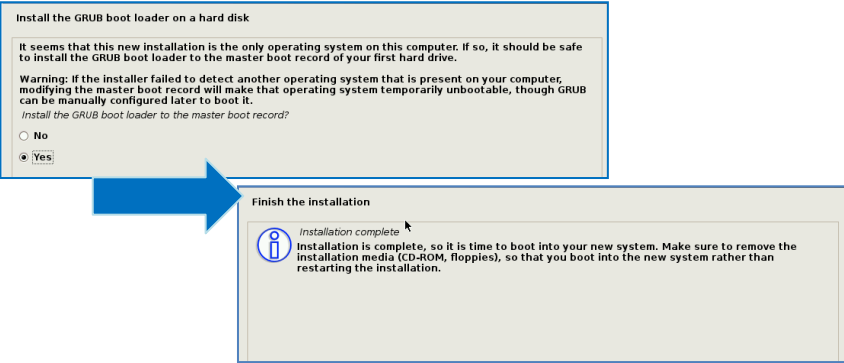 Install the GRUB boot loader on a hard disk
It seems that this new installation is the only operating system on this computer. If so, it should be safe
to install the GRUB boot loader to the master boot record of your first hard drive.
Warning: If the installer failed to detect another operating system that is present on your computer,
modifying the master boot record will make that operating system temporarily unbootable, though GRUB
can be manually configured later to boot it.
Install the GRUB boot loader to the master boot record?
No
Yes
Finish the installation
Installation complete
Installation is complete, so it is time to boot into your new system. Make sure to remove the
installation media (CD-ROM, floppies), so that you boot into the new system rather than
restarting the installation.